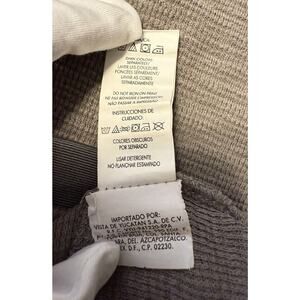 DARK COLORS
SEPARATELY
LAVER LES COULEURS
FONCÉES SÉPARÉMENT
LAVAR AS CORES
SEPARADAMENTE
DO NOT IRON ON PRINT
NE PAS REPASSER IMPRIMÉ
NÃO PASSAR A IMPRESSÃO
INSTRUCCIONES DE
CUIDADO:
COLORES OBSCUROS
POR SEPARADO
USAR DETERGENTE
NO PLANCHAR ESTAMPADO
IMPORTADO POR:
VISTA DE YUCATAN S.A. DE C.V.
DEL. AZCAPOTZALCO,
D.F., CP. 02230.